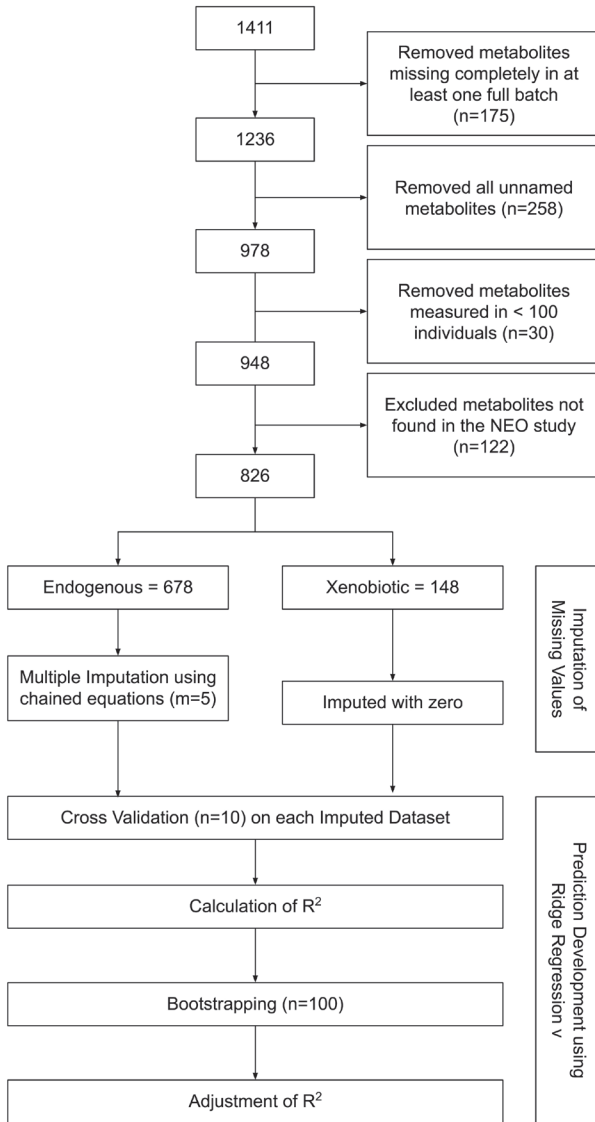 1411
Removed metabolites
missing completely in at
least one full batch
(n=175)
1236
Removed all unnamed
metabolites (n=258)
978
Removed metabolites
measured in < 100
individuals (n=30)
948
Excluded metabolites not
found in the NEO study
(n=122)
826
Endogenous = 678
Xenobiotic = 148
Multiple Imputation using
chained equations (m=5)
Imputed with zero
Imputation of
Missing Values
Cross Validation (n=10) on each Imputed Dataset
Calculation of R²
Bootstrapping (n=100)
Adjustment of R²
Prediction Development using
Ridge Regression v